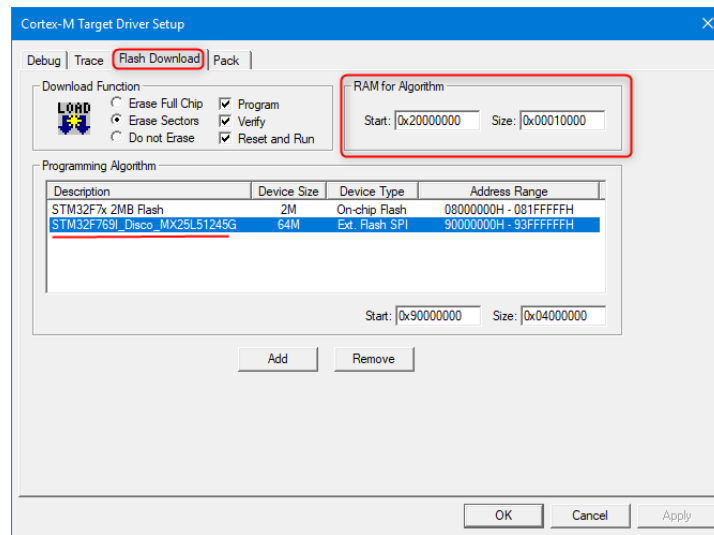 Cortex-M Target Driver Setup
Debug Trace Flash Download Pack
Download Function
LOAD
Erase Full Chip
Erase Sectors
Do not Erase
Program
Verify
Reset and Run
RAM for Algorithm
Start: 0x20000000 Size: 0x00010000
Programming Algorithm
Description Device Size Device Type Address Range
STM32F7x 2MB Flash 2M On-chip Flash 08000000H - 081FFFFFH
STM32F769I_Disco_MX25L51245G 64M Ext. Flash SPI 90000000H - 93FFFFFFH
Start: 0x90000000 Size: 0x04000000
Add Remove
OK Cancel Apply